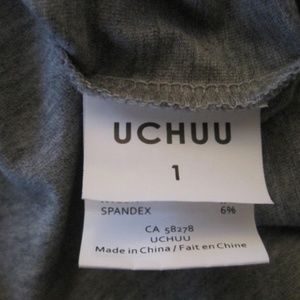 UCHUU
1
SPANDEX 6%
CA 58278
UCHUU
Made in China / Fait en Chine